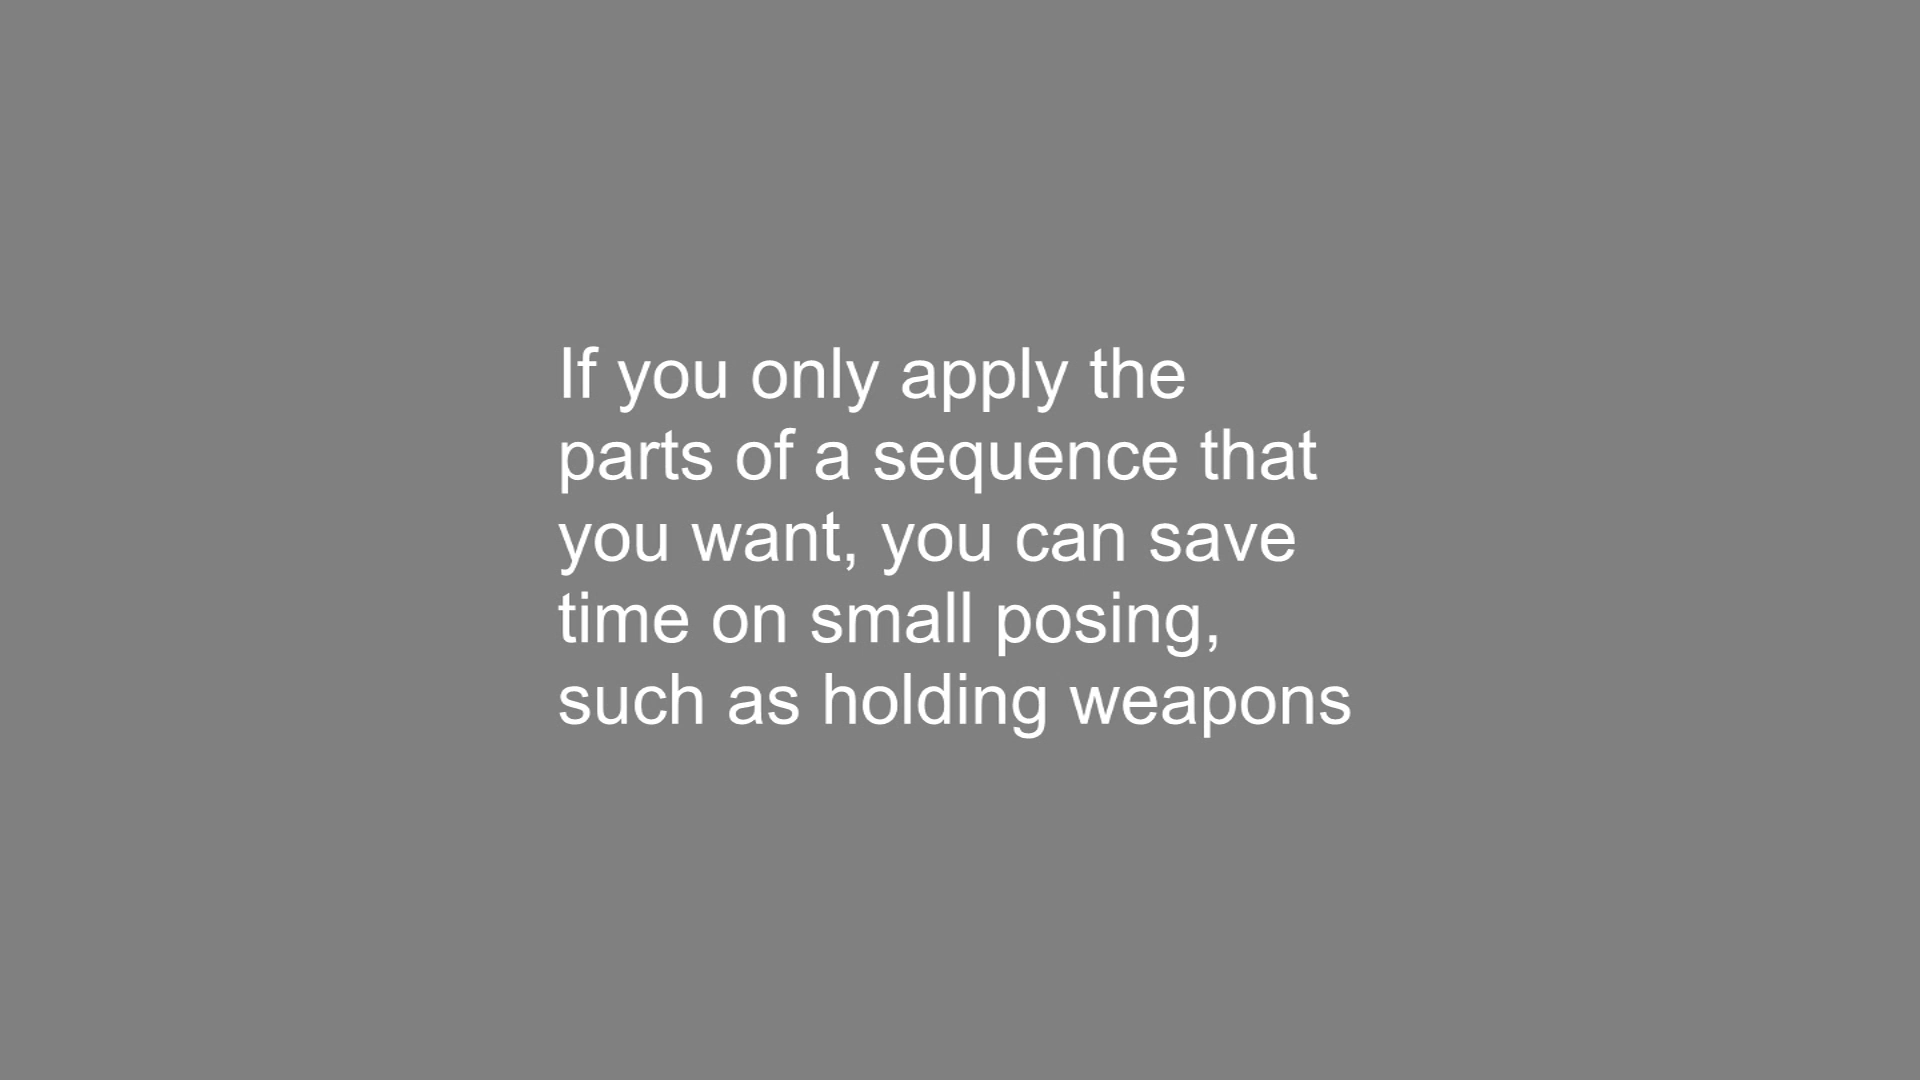 If you only apply the
parts of a sequence that
you want, you can save
time on small posing,
such as holding weapons